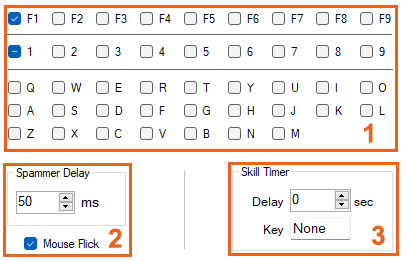 F1 F2 F3 F4 F5 F6 F7 F8 F9
1 2 3 4 5 6 7 8 9
Q W E R T Y U I O
A S D F G H J K L
Z X C V B N M
1
Spammer Delay
50 ms
Mouse Flick
2
Skill Timer
Delay 0 sec
Key None
3